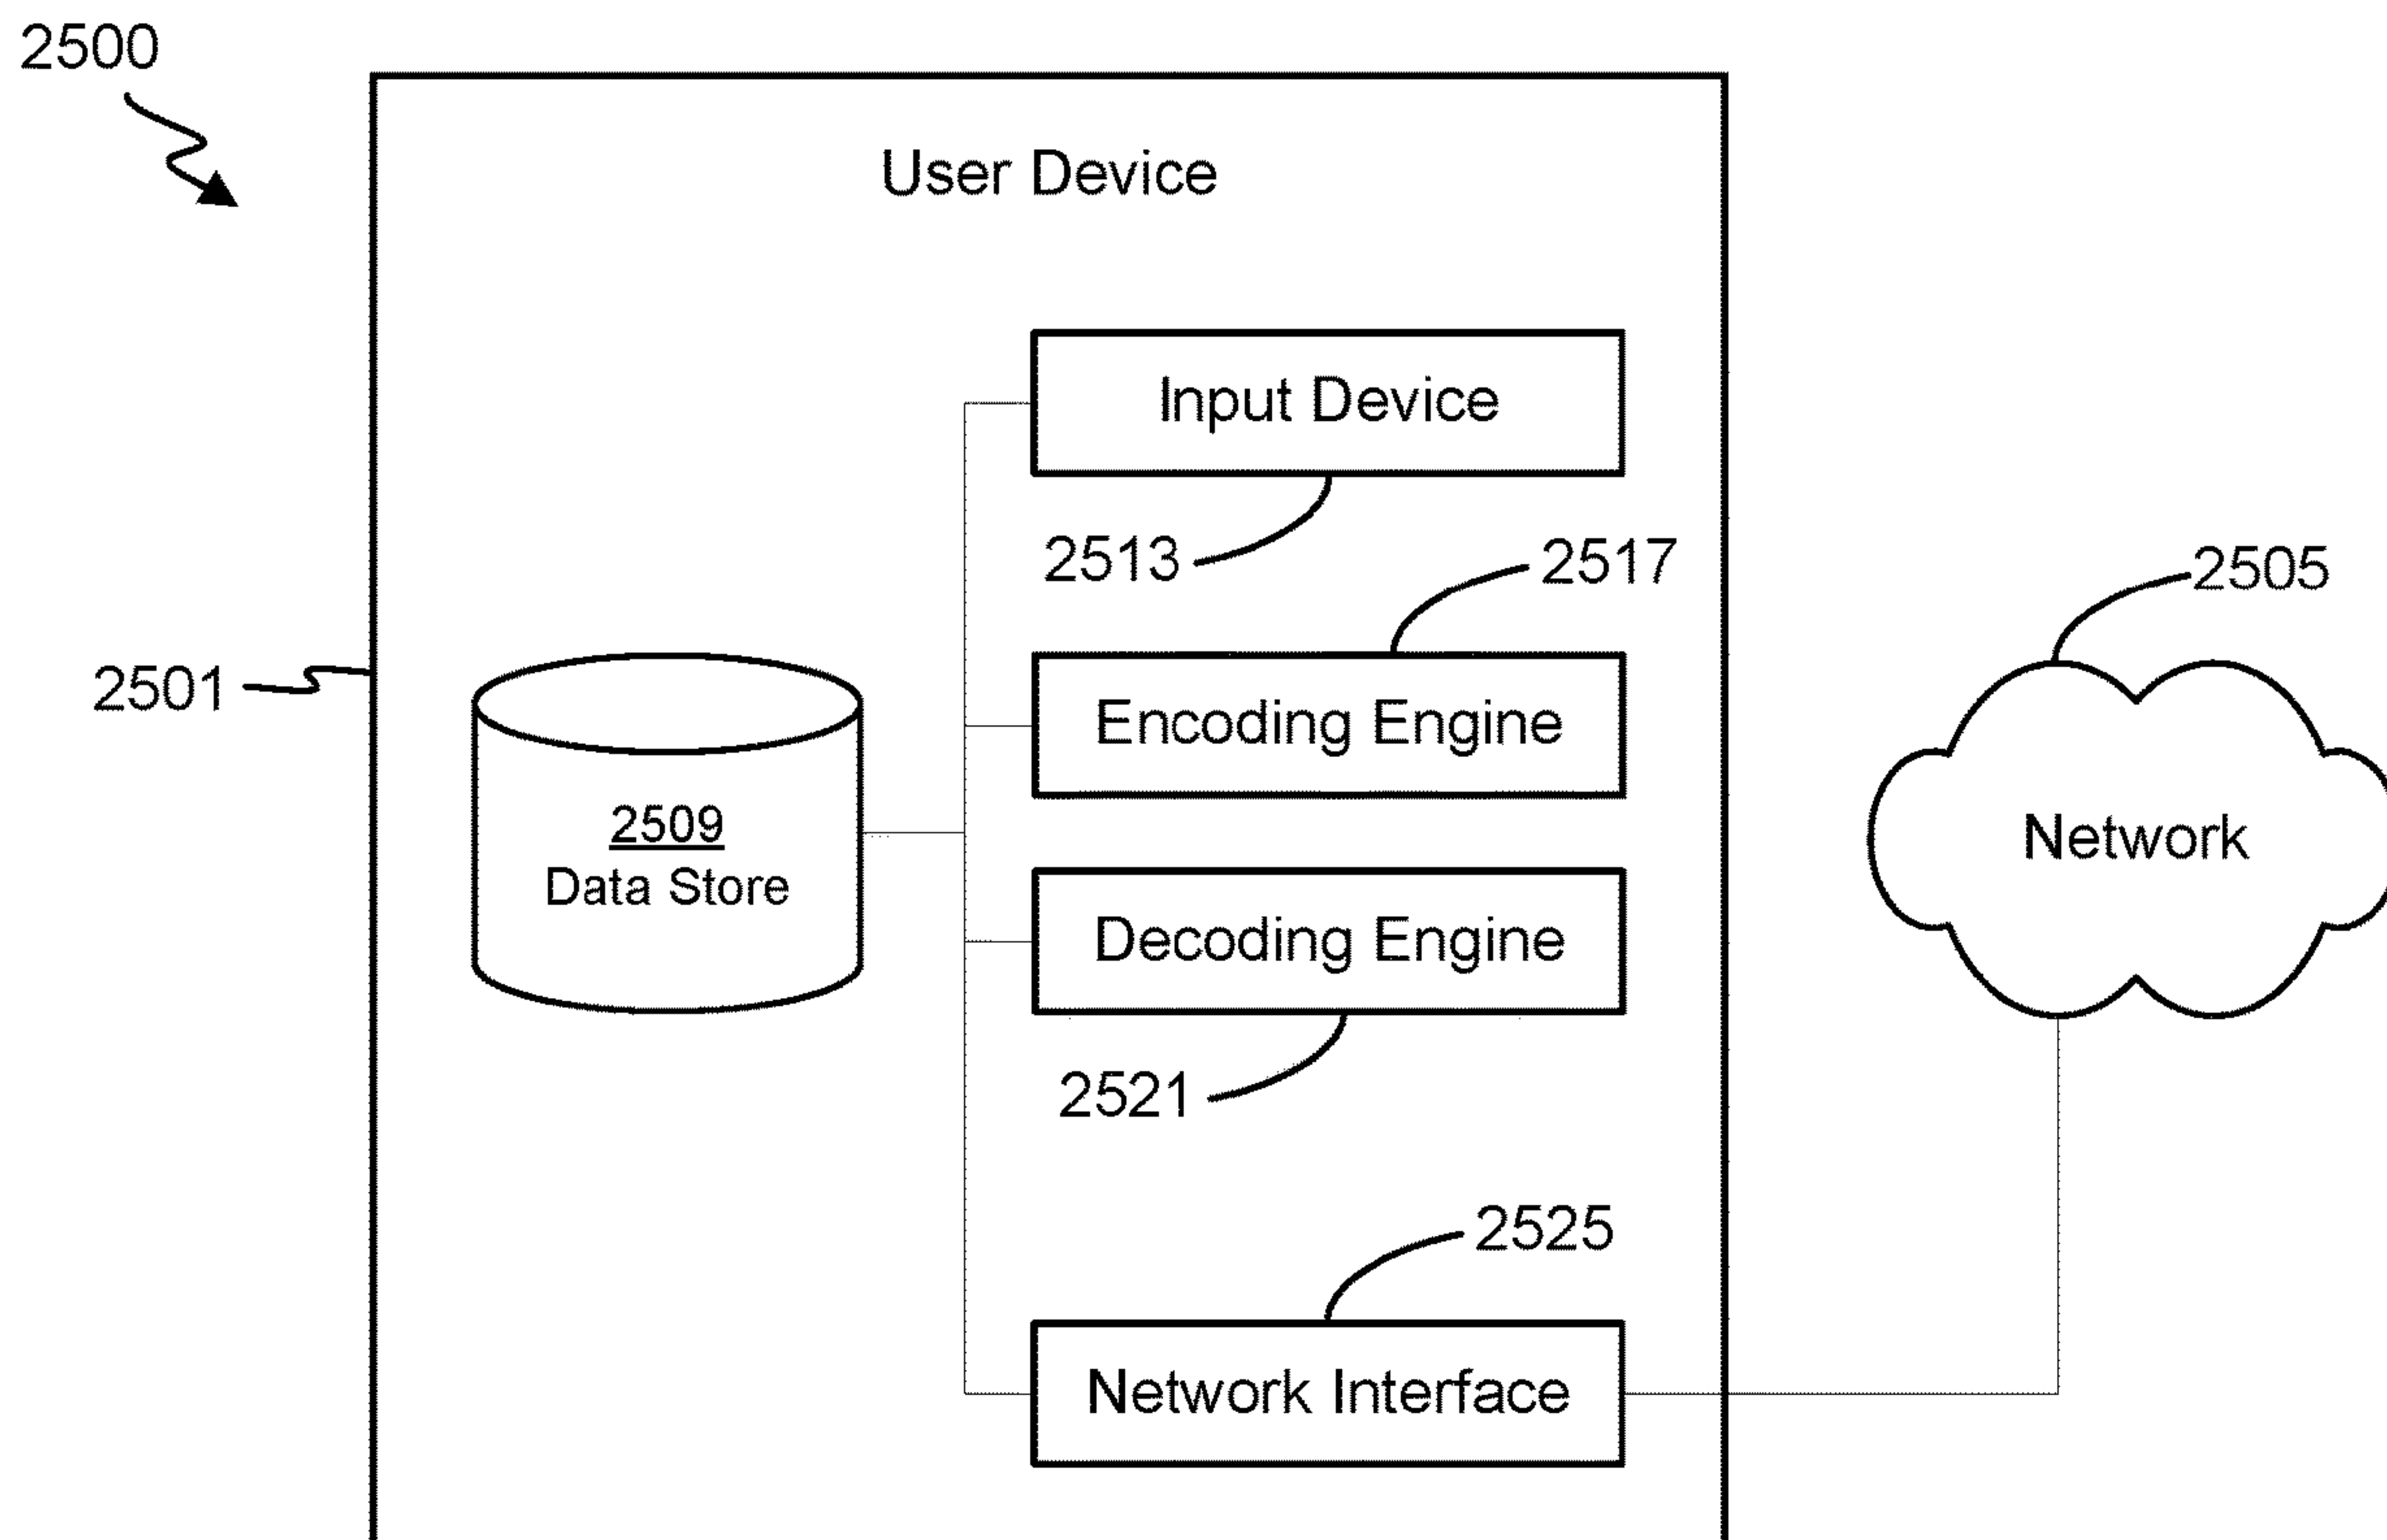 2500
User Device
Input Device
2513
2517
2505
2501
Encoding Engine
2509
Data Store
Network
Decoding Engine
2521
2525
Network Interface